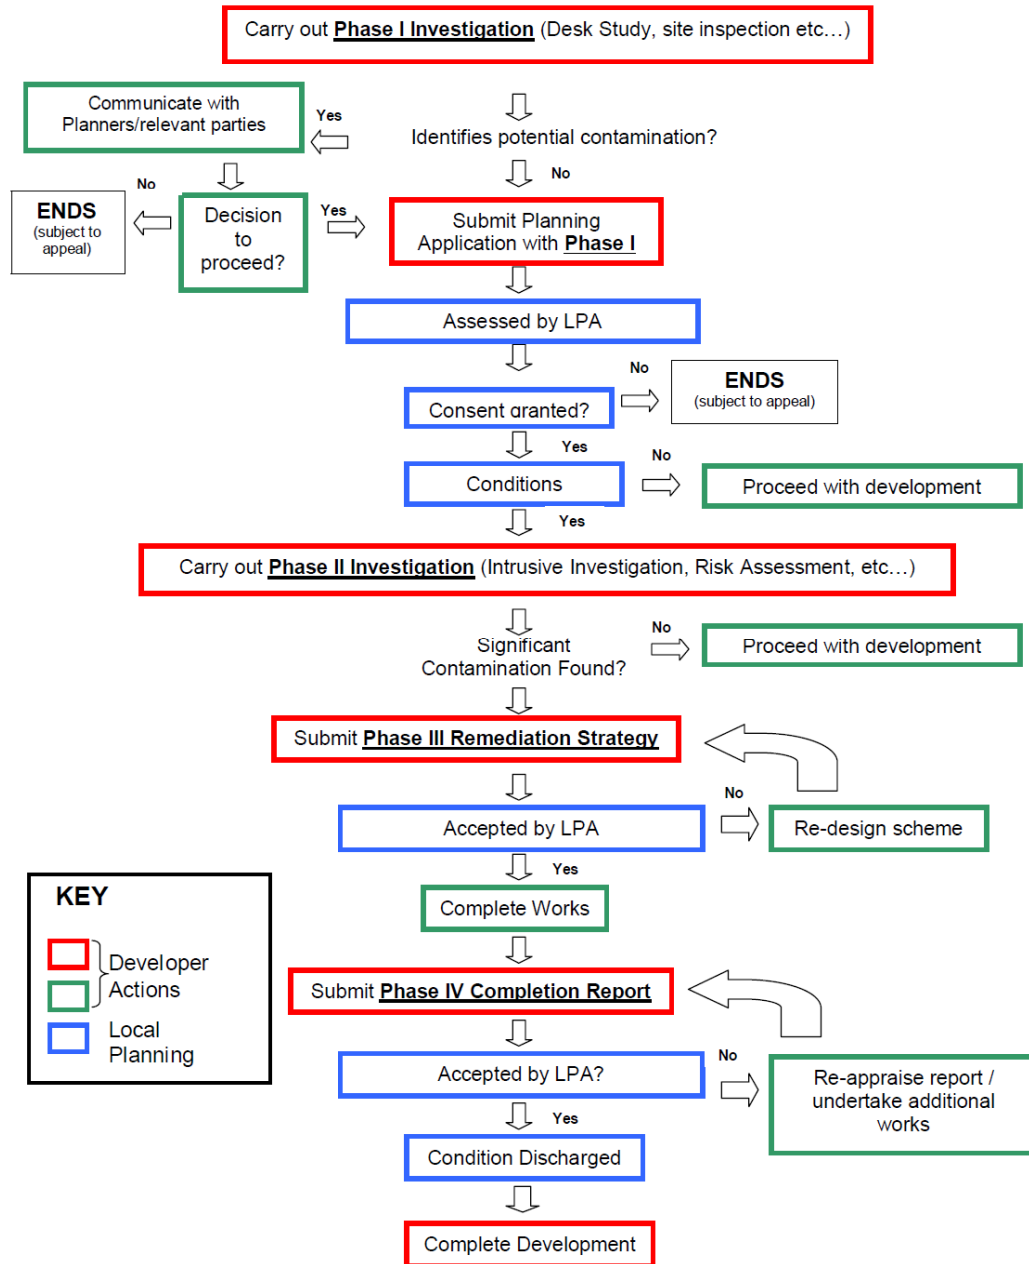 Carry out Phase I Investigation (Desk Study, site inspection etc…)
Communicate with
Planners/relevant parties
Yes
Identifies potential contamination?
No
No
ENDS
(subject to
appeal)
Decision
to
proceed?
Yes
Submit Planning
Application with Phase I
Assessed by LPA
Consent granted?
No
ENDS
(subject to appeal)
Yes
Conditions
No
Proceed with development
Yes
Carry out Phase II Investigation (Intrusive Investigation, Risk Assessment, etc…)
Significant
Contamination Found?
No
Proceed with development
Submit Phase III Remediation Strategy
Accepted by LPA
No
Re-design scheme
Yes
Complete Works
Submit Phase IV Completion Report
Accepted by LPA?
No
Re-appraise report /
undertake additional
works
Yes
Condition Discharged
Complete Development
KEY
Developer
Actions
Local
Planning